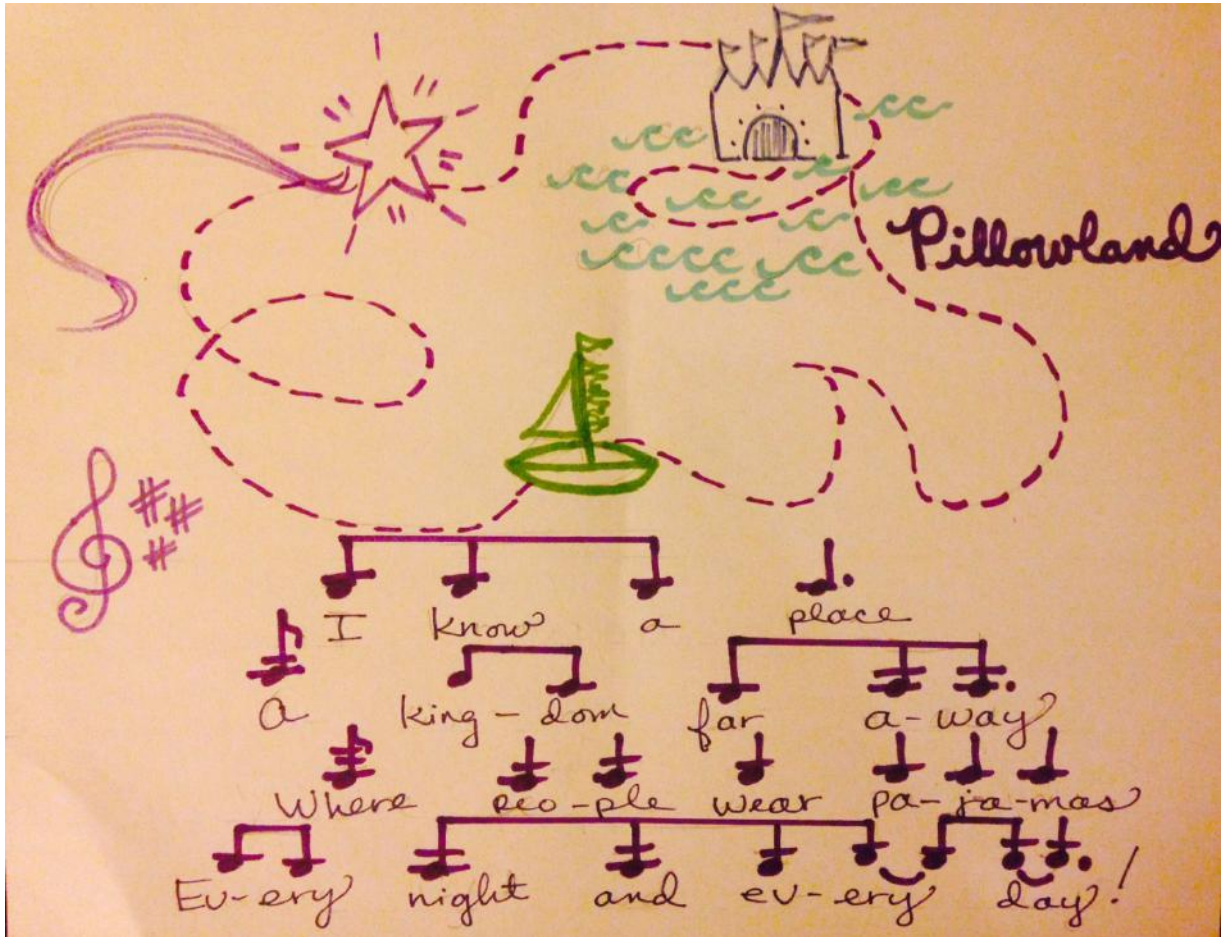 Pillowland
I know a place
A king-dom far a-way
Where peo-ple wear pa-ja-mas
Ev-ery night and ev-ery day!